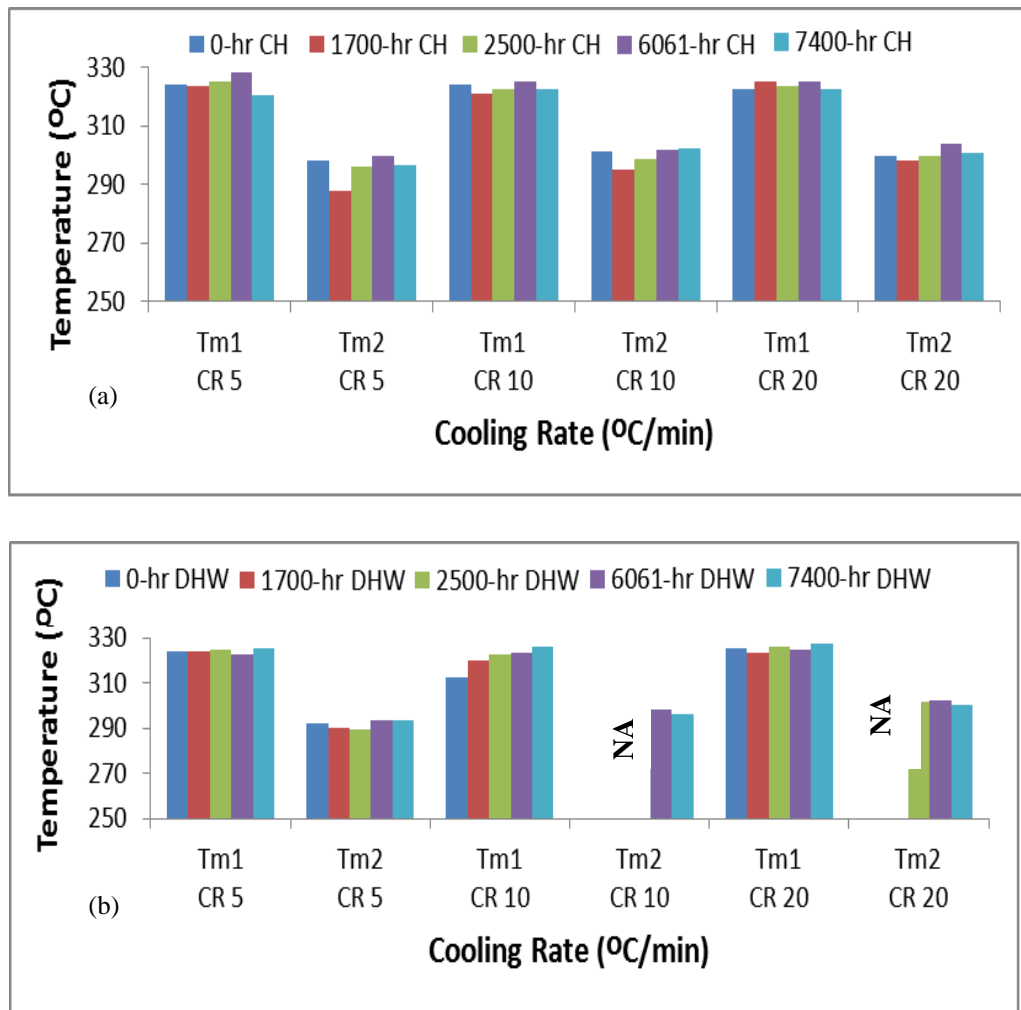 0-hr CH 1700-hr CH 2500-hr CH 6061-hr CH 7400-hr CH
Temperature (ºC)
330
310
290
270
250
Tm1 Tm2 Tm1 Tm2 Tm1 Tm2
CR 5 CR 5 CR 10 CR 10 CR 20 CR 20
(a)
Cooling Rate (ºC/min)
0-hr DHW 1700-hr DHW 2500-hr DHW 6061-hr DHW 7400-hr DHW
Temperature (ºC)
330
310
290
270
250
NA
NA
Tm1 Tm2 Tm1 Tm2 Tm1 Tm2
CR 5 CR 5 CR 10 CR 10 CR 20 CR 20
(b)
Cooling Rate (ºC/min)